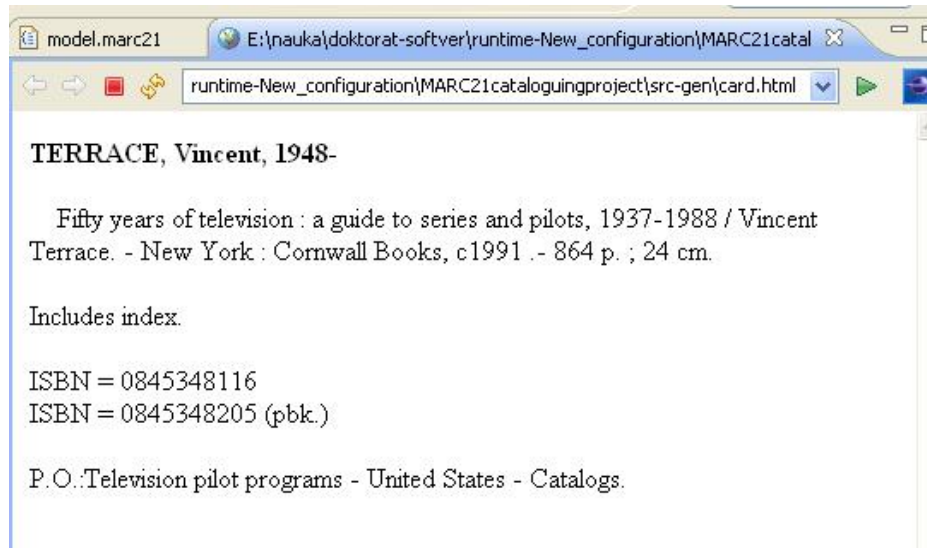 model.marc21
E:\nauka\doktorat-softver\runtime-New_configuration\MARC21catal
runtime-New_configuration\MARC21cataloguingproject\src-gen\card.html
TERRACE, Vincent, 1948-
Fifty years of television : a guide to series and pilots, 1937-1988 / Vincent
Terrace. - New York : Cornwall Books, c1991 .- 864 p. ; 24 cm.
Includes index.
ISBN = 0845348116
ISBN = 0845348205 (pbk.)
P.O.:Television pilot programs - United States - Catalogs.